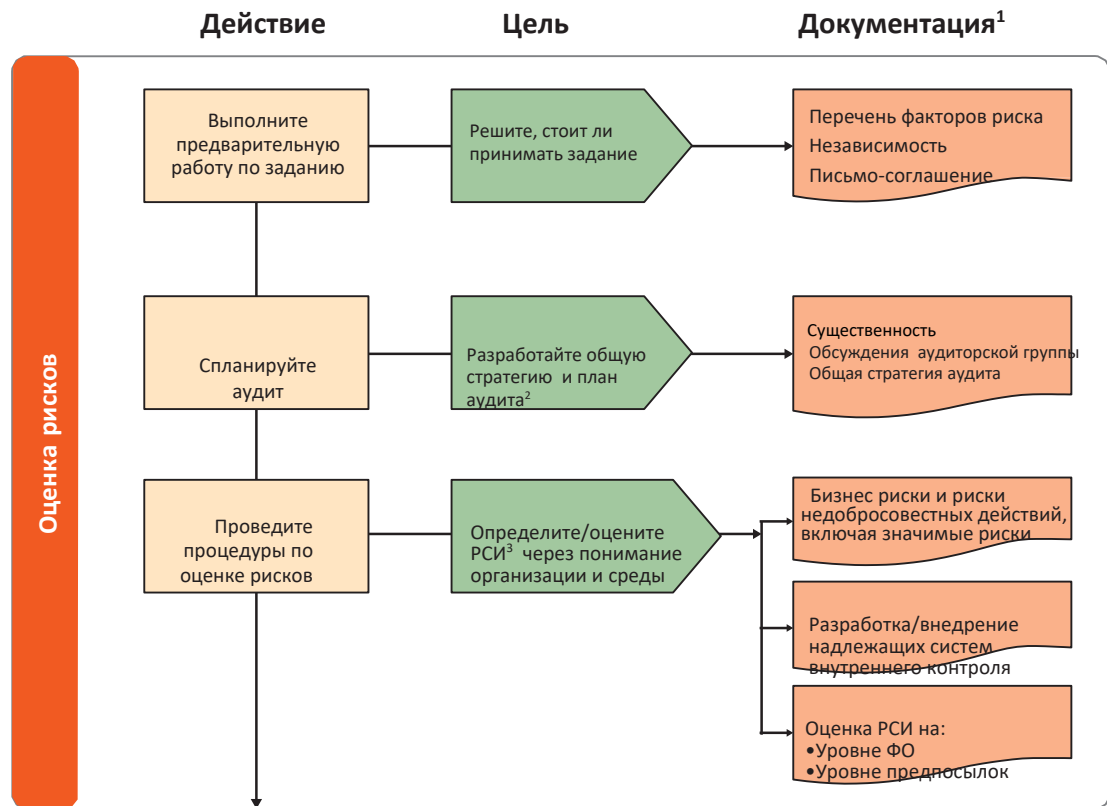 Действие
Цель
Документация¹
Оценка рисков
Выполните
предварительную
работу по заданию
Решите, стоит ли
принимать задание
Перечень факторов риска
Независимость
Письмо-соглашение
Спланируйте
аудит
Разработайте общую
стратегию и план
аудита²
Существенность
Обсуждения аудиторской группы
Общая стратегия аудита
Проведите
процедуры по
оценке рисков
Определите/оцените
РСИ³ через понимание
организации и среды
Бизнес риски и риски
недобросовестных действий,
включая значимые риски
Разработка/внедрение
надлежащих систем
внутреннего контроля
Оценка РСИ на:
•Уровне ФО
•Уровне предпосылок